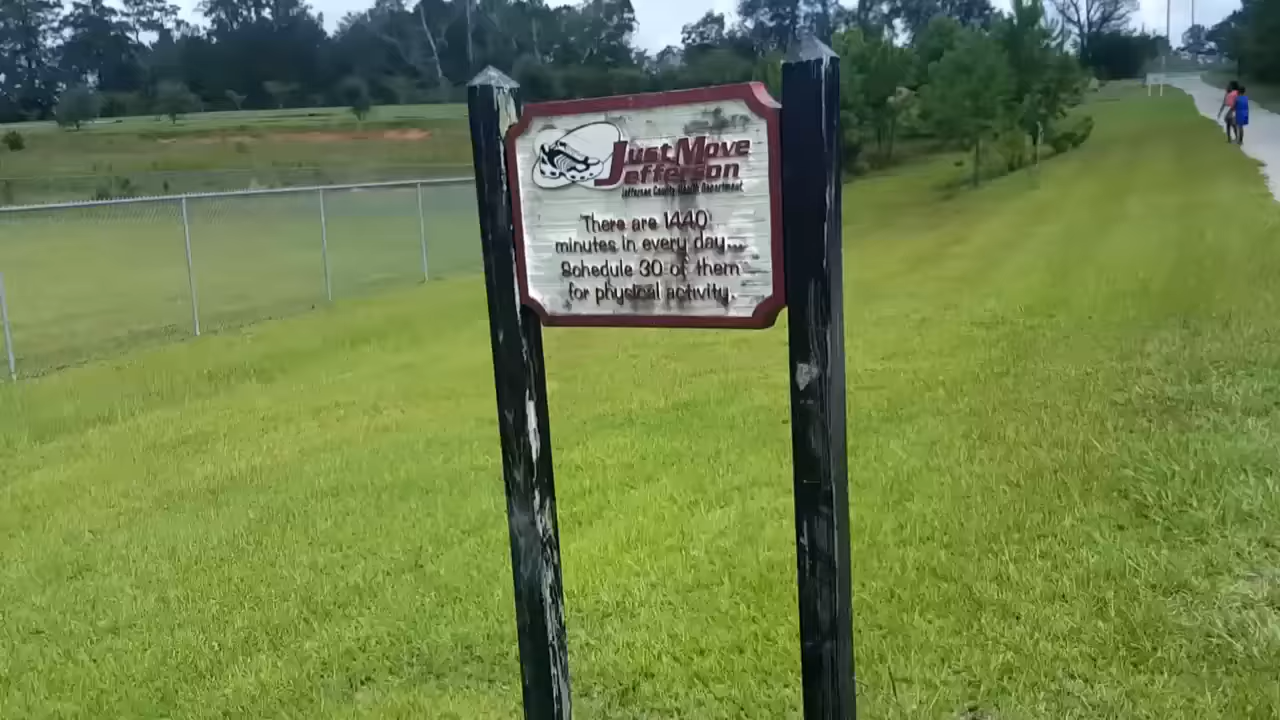 Just Move
Jefferson
Jefferson County Health Department
There are 1440
minutes in every day...
Schedule 30 of them
for physical activity.